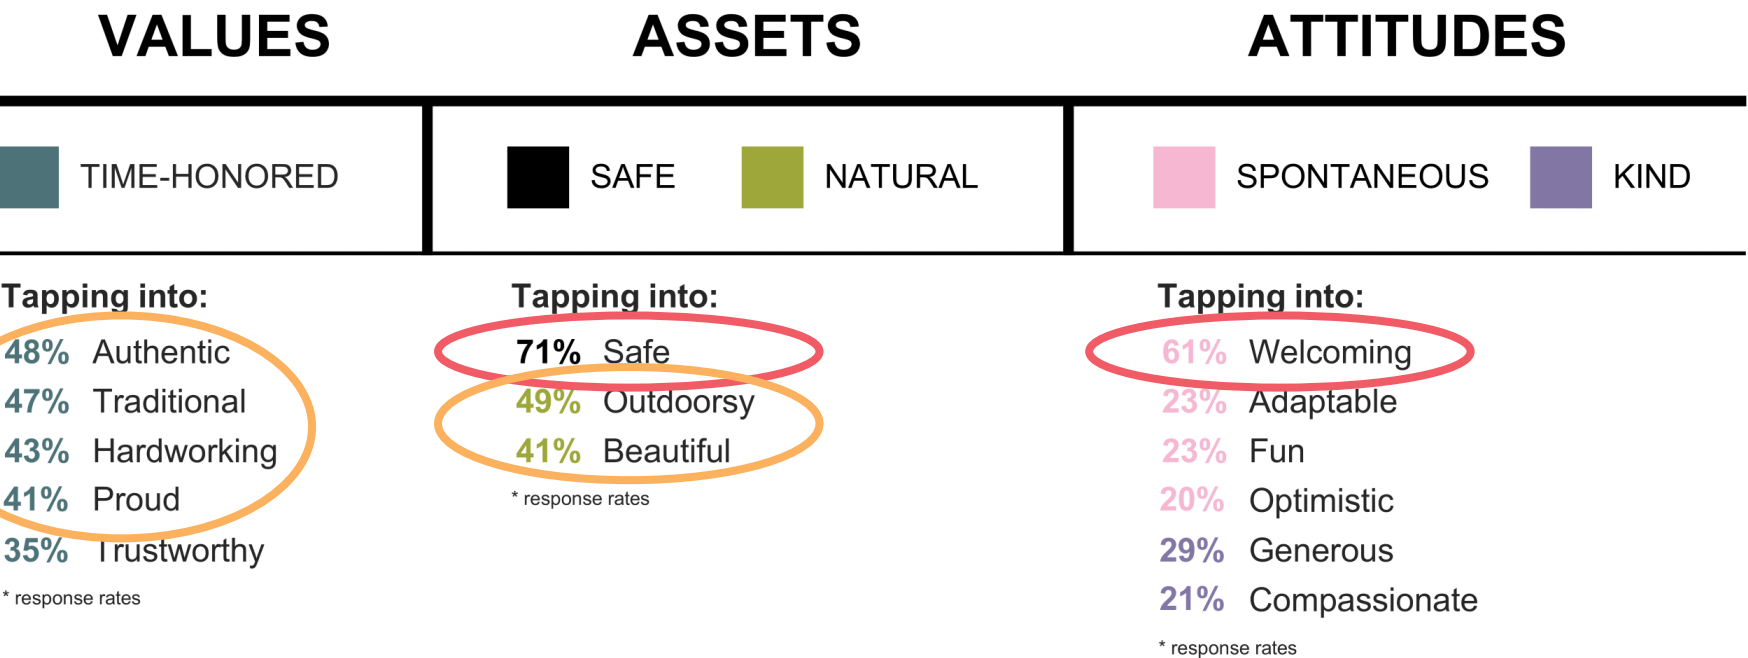 VALUES
TIME-HONORED
Tapping into:
48% Authentic
47% Traditional
43% Hardworking
41% Proud
35% Trustworthy
* response rates
ASSETS
SAFE
NATURAL
Tapping into:
71% Safe
49% Outdoorsy
41% Beautiful
* response rates
ATTITUDES
SPONTANEOUS
KIND
Tapping into:
61% Welcoming
23% Adaptable
23% Fun
20% Optimistic
29% Generous
21% Compassionate
* response rates